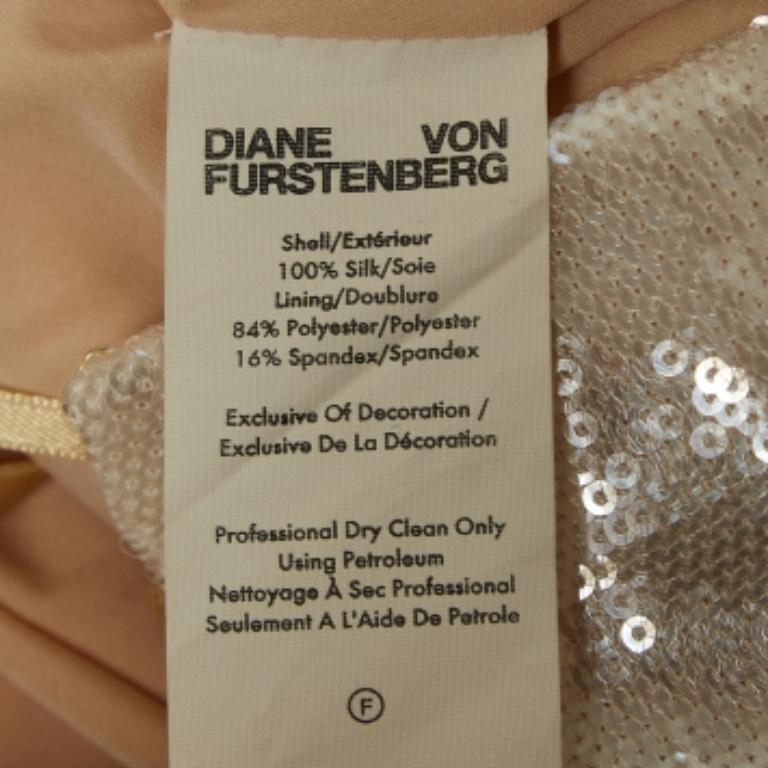 DIANE VON
FURSTENBERG
Shell/Extérieur
100% Silk/Soie
Lining/Doublure
84% Polyester/Polyester
16% Spandex/Spandex
Exclusive Of Decoration /
Exclusive De La Décoration
Professional Dry Clean Only
Using Petroleum
Nettoyage À Sec Professional
Seulement A L'Aide De Petrole
F